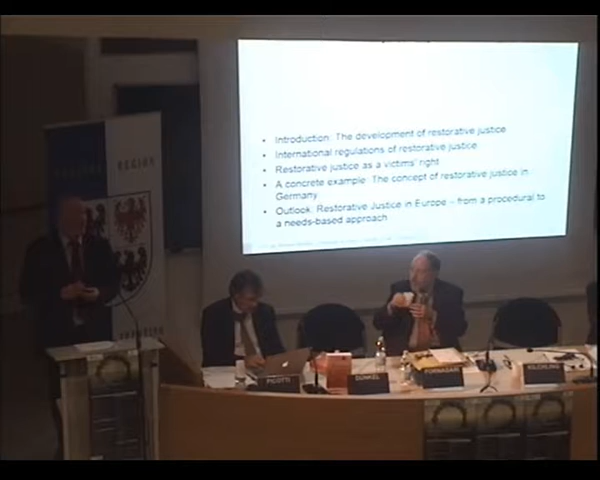 • Introduction: The development of restorative justice
• International regulations of restorative justice
• Restorative justice as a victims' right
• A concrete example: The concept of restorative justice in
Germany
• Outlook: Restorative Justice in Europe – from a procedural to
a needs-based approach
REGION
PICOTTI
DÜNKEL
FORNASARI
KILCHLING